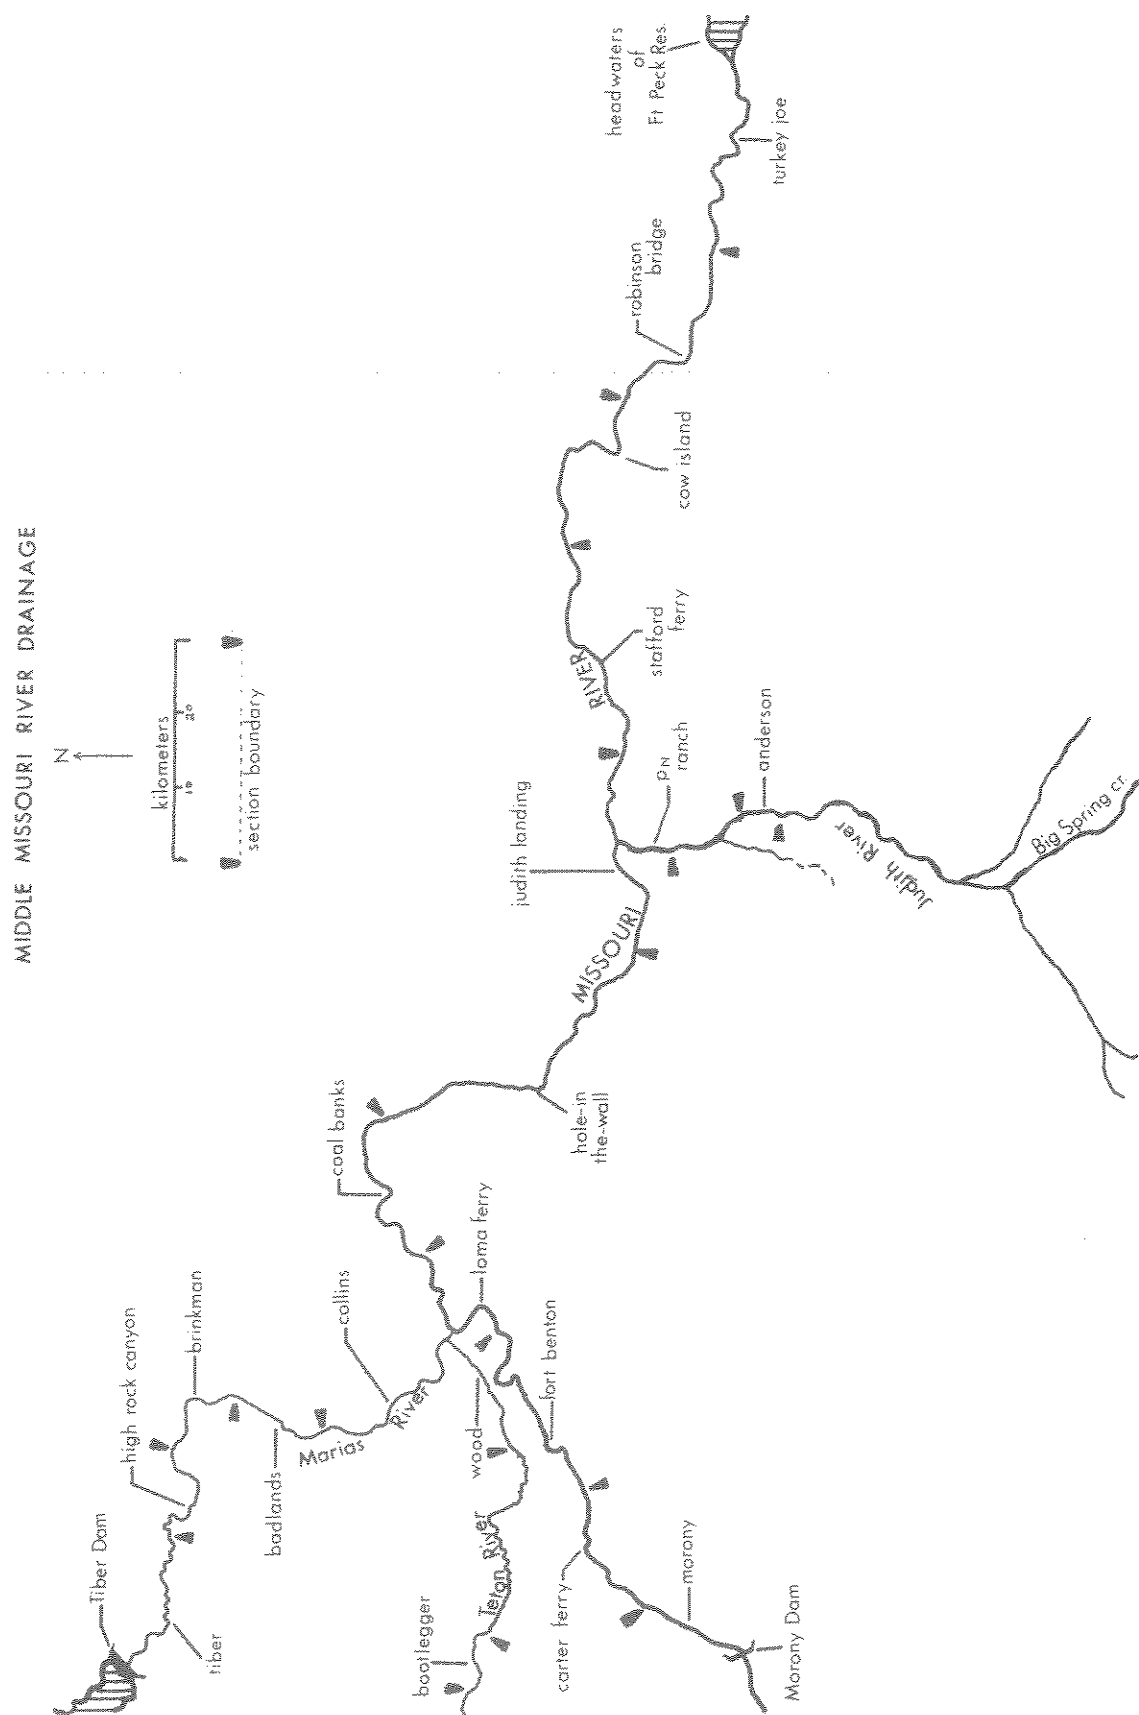 MIDDLE MISSOURI RIVER DRAINAGE
N
kilometers
10
20
section boundary
Tiber Dam
tiber
high rock canyon
brinkman
badlands
Marias
River
collins
coal banks
bootlegger
Teton River
wood
loma ferry
fort benton
carter ferry
morony
Morony Dam
hole-in
the-wall
MISSOURI
RIVER
judith landing
PN
ranch
anderson
Judith River
Big Spring cr.
stafford
ferry
cow island
robinson
bridge
turkey joe
headwaters
of
Ft Peck Res.